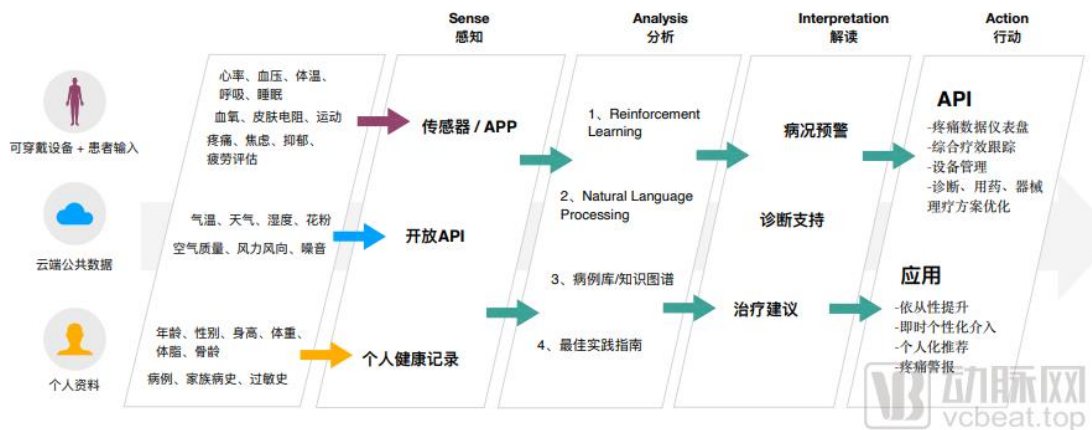 Sense
感知
Analysis
分析
Interpretation
解读
Action
行动
可穿戴设备 + 患者输入
心率、血压、体温、
呼吸、睡眠
血氧、皮肤电阻、运动
疼痛、焦虑、抑郁、
疲劳评估
传感器 / APP
云端公共数据
气温、天气、湿度、花粉
空气质量、风力风向、噪音
开放API
个人资料
年龄、性别、身高、体重、
体脂、骨龄
病例、家族病史、过敏史
个人健康记录
1、Reinforcement
Learning
2、Natural Language
Processing
3、病例库/知识图谱
4、最佳实践指南
病况预警
诊断支持
治疗建议
API
-疼痛数据仪表盘
-综合疗效跟踪
-设备管理
-诊断、用药、器械
理疗方案优化
应用
-依从性提升
-即时个性化介入
-个人化推荐
-疼痛警报
动脉网
vcbeat.top